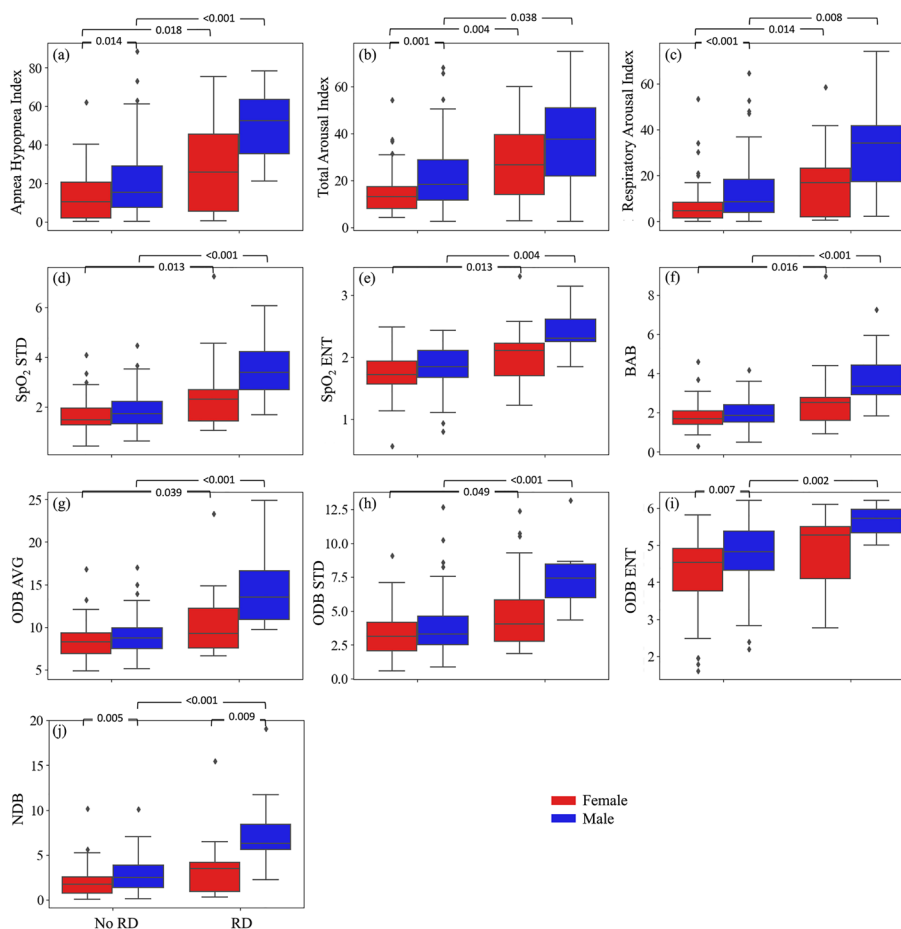 <0.001 0.038 0.008
0.018 0.004 0.014
(a) 0.014 (b) 0.001 (c) <0.001
Apnea Hypopnea Index
80
60
40
20
0
Total Arousal Index
60
40
20
0
Respiratory Arousal Index
60
40
20
0
<0.001 0.004 <0.001
(d) 0.013 (e) 0.013 (f) 0.016
SpO₂ STD
6
4
2
SpO₂ ENT
3
2
1
BAB
8
6
4
2
0
<0.001 <0.001 0.002
(g) 0.039 (h) 0.049 (i) 0.007
ODB AVG
25
20
15
10
5
ODB STD
12.5
10.0
7.5
5.0
2.5
0.0
ODB ENT
6
5
4
3
2
<0.001
(j) 0.005 0.009
NDB
20
15
10
5
0
No RD RD
Female
Male